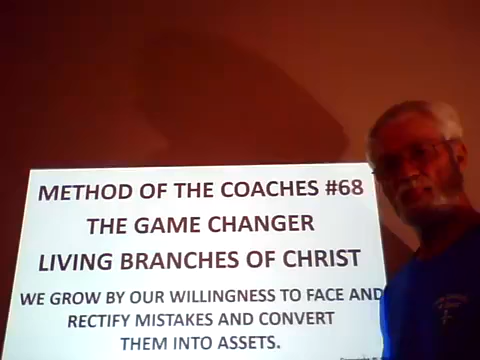 METHOD OF THE COACHES #68
THE GAME CHANGER
LIVING BRANCHES OF CHRIST
WE GROW BY OUR WILLINGNESS TO FACE AND
RECTIFY MISTAKES AND CONVERT
THEM INTO ASSETS.